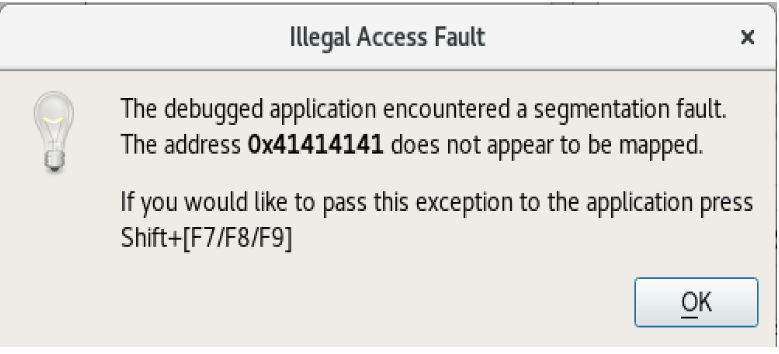 Illegal Access Fault
The debugged application encountered a segmentation fault.
The address 0x41414141 does not appear to be mapped.
If you would like to pass this exception to the application press
Shift+[F7/F8/F9]
OK